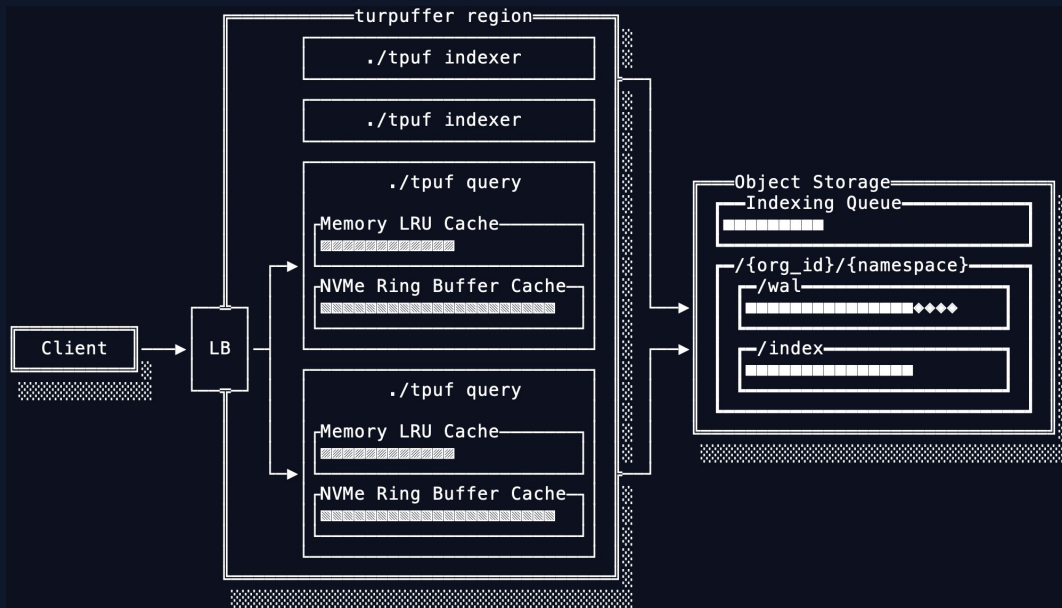 turpuffer region
./tpuf indexer
./tpuf indexer
./tpuf query
Memory LRU Cache
NVMe Ring Buffer Cache
Client
LB
./tpuf query
Memory LRU Cache
NVMe Ring Buffer Cache
Object Storage
Indexing Queue
/{org_id}/{namespace}
/wal
/index